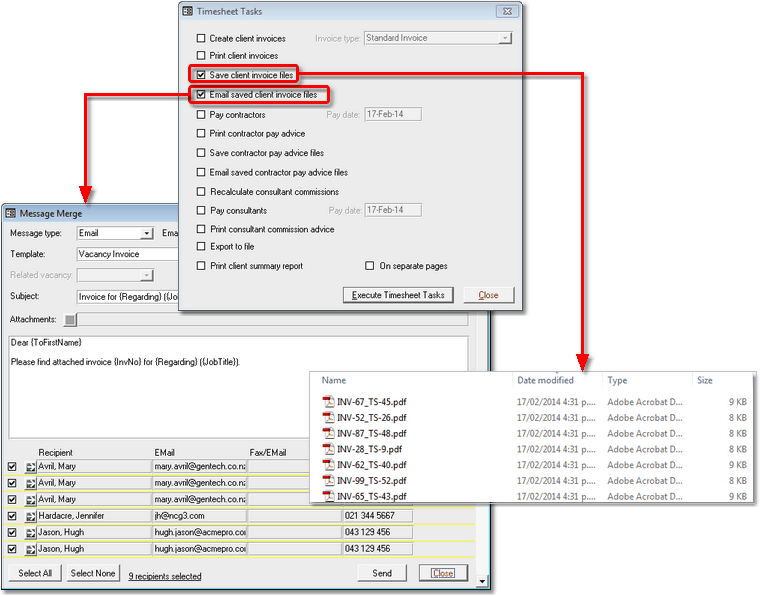 Timesheet Tasks
Create client invoices Invoice type: Standard Invoice
Print client invoices
Save client invoice files
Email saved client invoice files
Pay contractors Pay date: 17-Feb-14
Print contractor pay advice
Save contractor pay advice files
Email saved contractor pay advice files
Recalculate consultant commissions
Pay consultants Pay date: 17-Feb-14
Print consultant commission advice
Export to file
Print client summary report On separate pages
Execute Timesheet Tasks Close
Message Merge
Message type: Email Ema
Template: Vacancy Invoice
Related vacancy
Subject: Invoice for {Regarding} ({Jo
Attachments:
Dear {ToFirstName}
Please find attached invoice {InvNo} for {Regarding} ({JobTitle}).
Recipient EMail Fax/EMail
Avril, Mary mary.avril@gentech.co.nz
Avril, Mary mary.avril@gentech.co.nz
Avril, Mary mary.avril@gentech.co.nz
Hardacre, Jennifer jh@ncg3.com 021 344 5667
Jason, Hugh hugh.jason@acmepro.con 043 129 456
Jason, Hugh hugh.jason@acmepro.con 043 129 456
Select All Select None 9 recipients selected Send Close
Name Date modified Type Size
INV-67_TS-45.pdf 17/02/2014 4:31 p.... Adobe Acrobat D... 9 KB
INV-52_TS-26.pdf 17/02/2014 4:31 p.... Adobe Acrobat D... 8 KB
INV-87_TS-48.pdf 17/02/2014 4:31 p.... Adobe Acrobat D... 8 KB
INV-28_TS-9.pdf 17/02/2014 4:31 p.... Adobe Acrobat D... 8 KB
INV-62_TS-40.pdf 17/02/2014 4:31 p.... Adobe Acrobat D... 9 KB
INV-99_TS-52.pdf 17/02/2014 4:31 p.... Adobe Acrobat D... 8 KB
INV-65_TS-43.pdf 17/02/2014 4:31 p.... Adobe Acrobat D... 9 KB